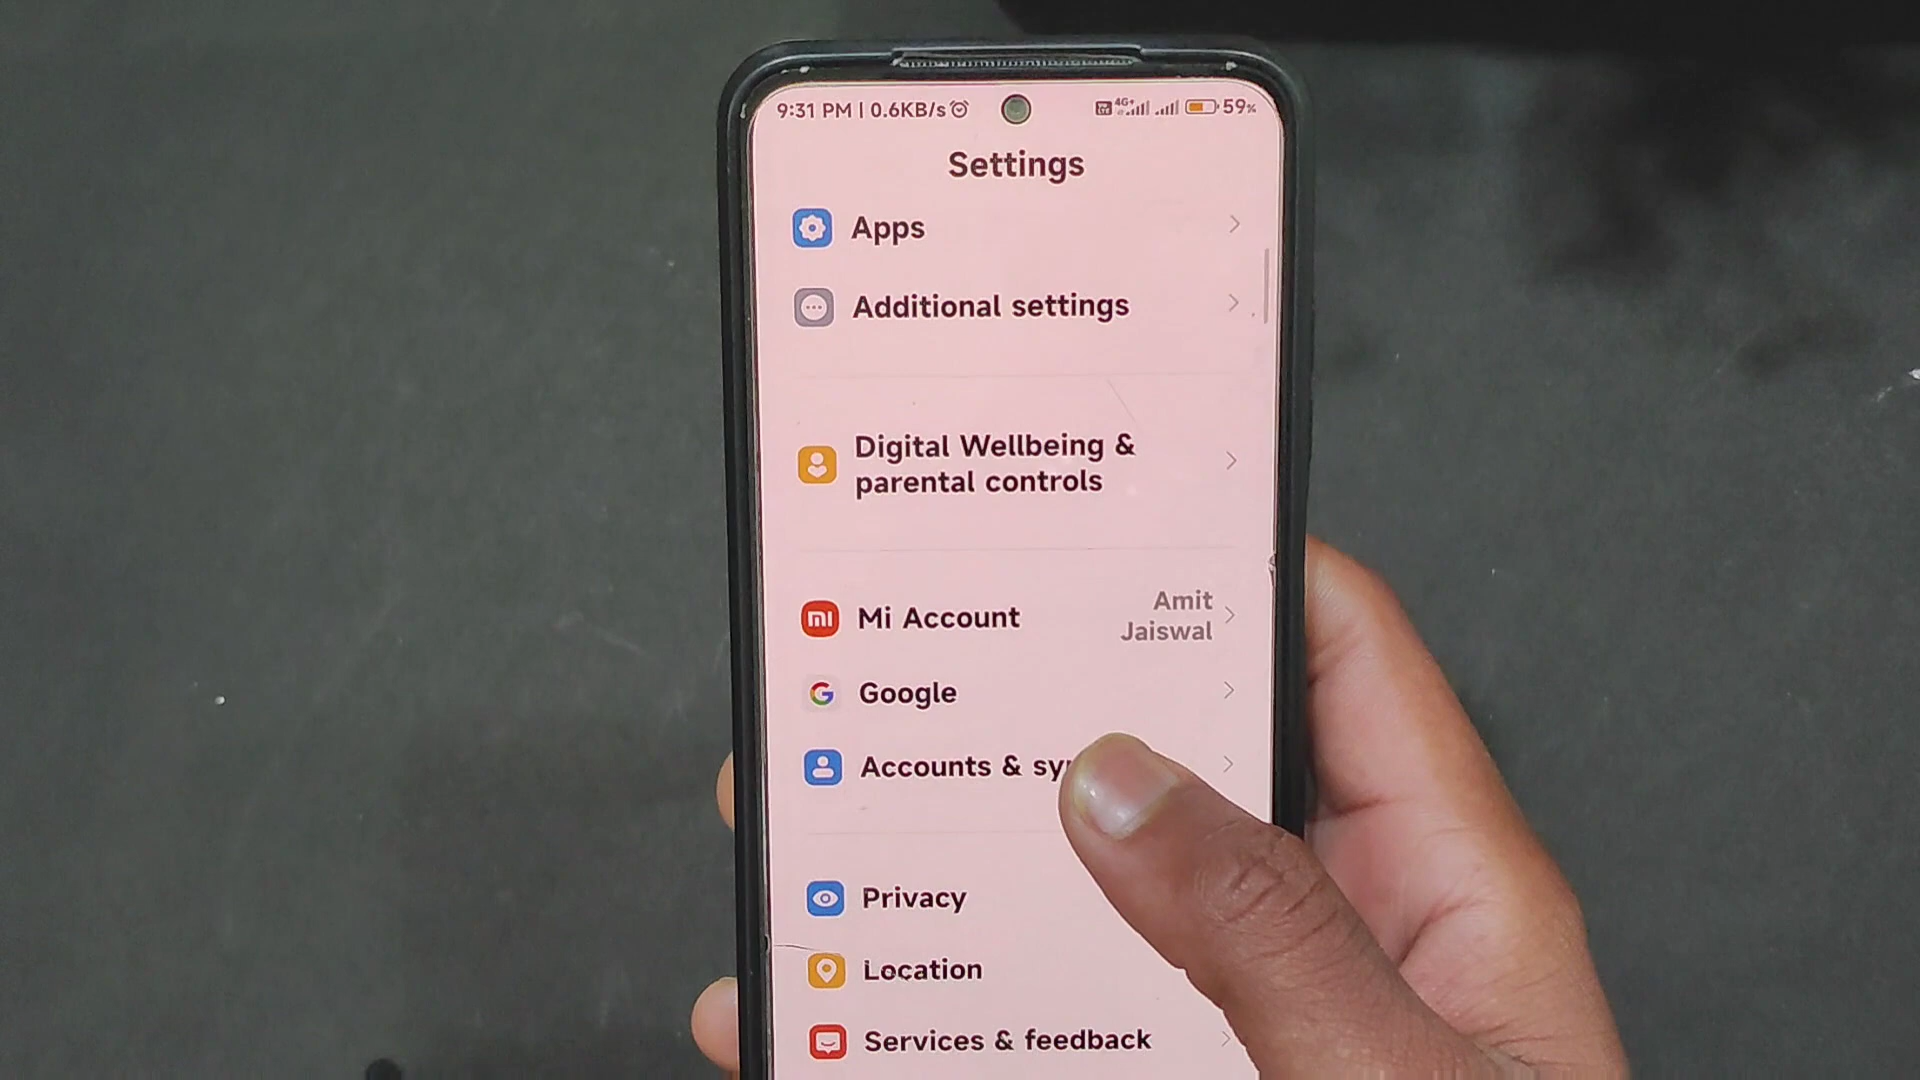 9:31 PM | 0.6KB/s 4G+ 59%
Settings
Apps
Additional settings
Digital Wellbeing &
parental controls
Mi Account
Amit
Jaiswal
Google
Accounts &
Privacy
Location
Services & feedback